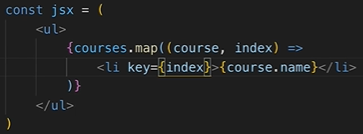 const jsx = (
    <ul>
        {courses.map((course, index) =>
            <li key={index}>{course.name}</li>
        )}
    </ul>
)